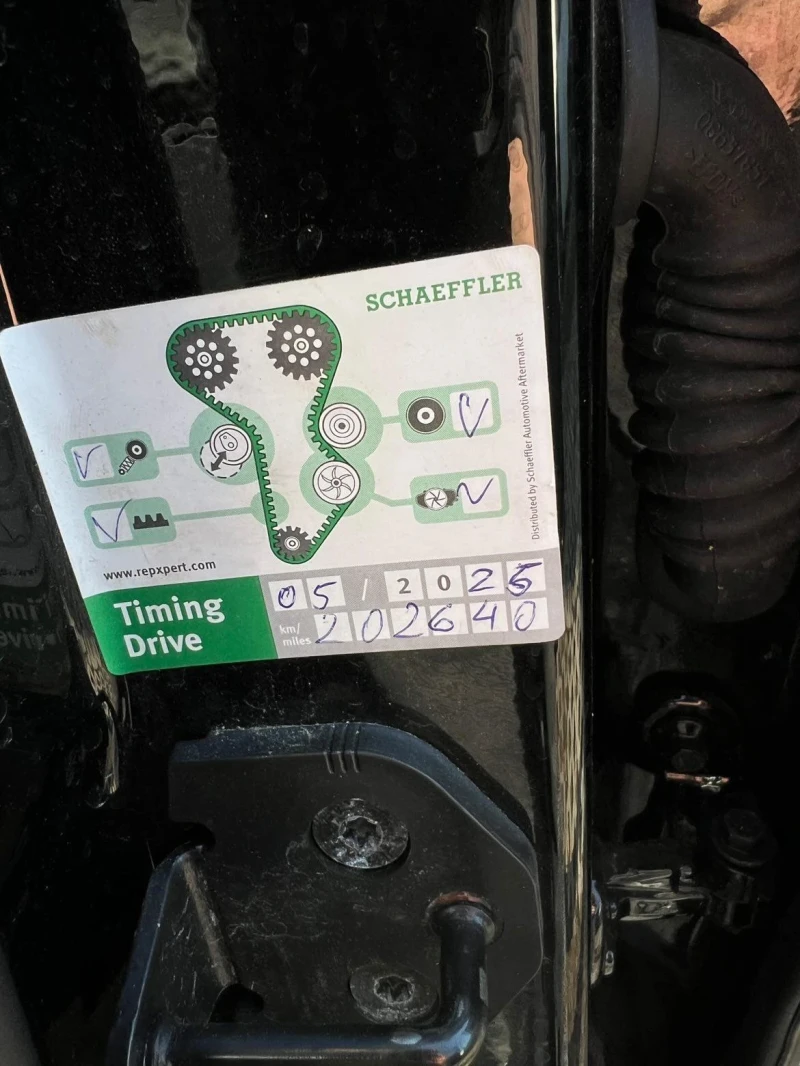 SCHAEFFLER
Distributed by Schaeffler Automotive Aftermarket
www.repxpert.com
Timing
Drive
05 / 2025
km/
miles
202640